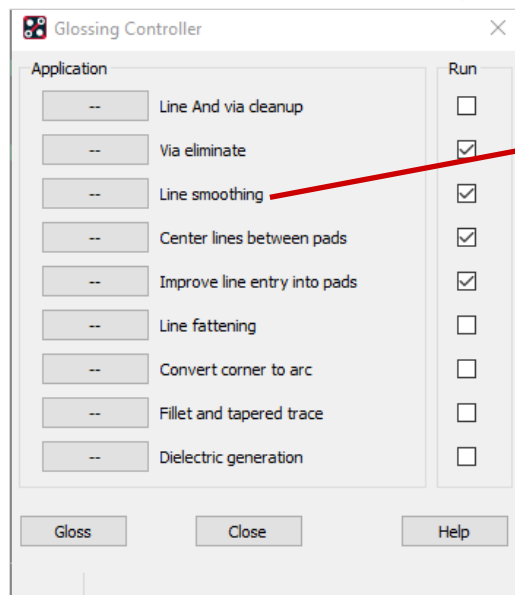 Glossing Controller
Application Run
-- Line And via cleanup
-- Via eliminate
-- Line smoothing
-- Center lines between pads
-- Improve line entry into pads
-- Line fattening
-- Convert corner to arc
-- Fillet and tapered trace
-- Dielectric generation
Gloss Close Help